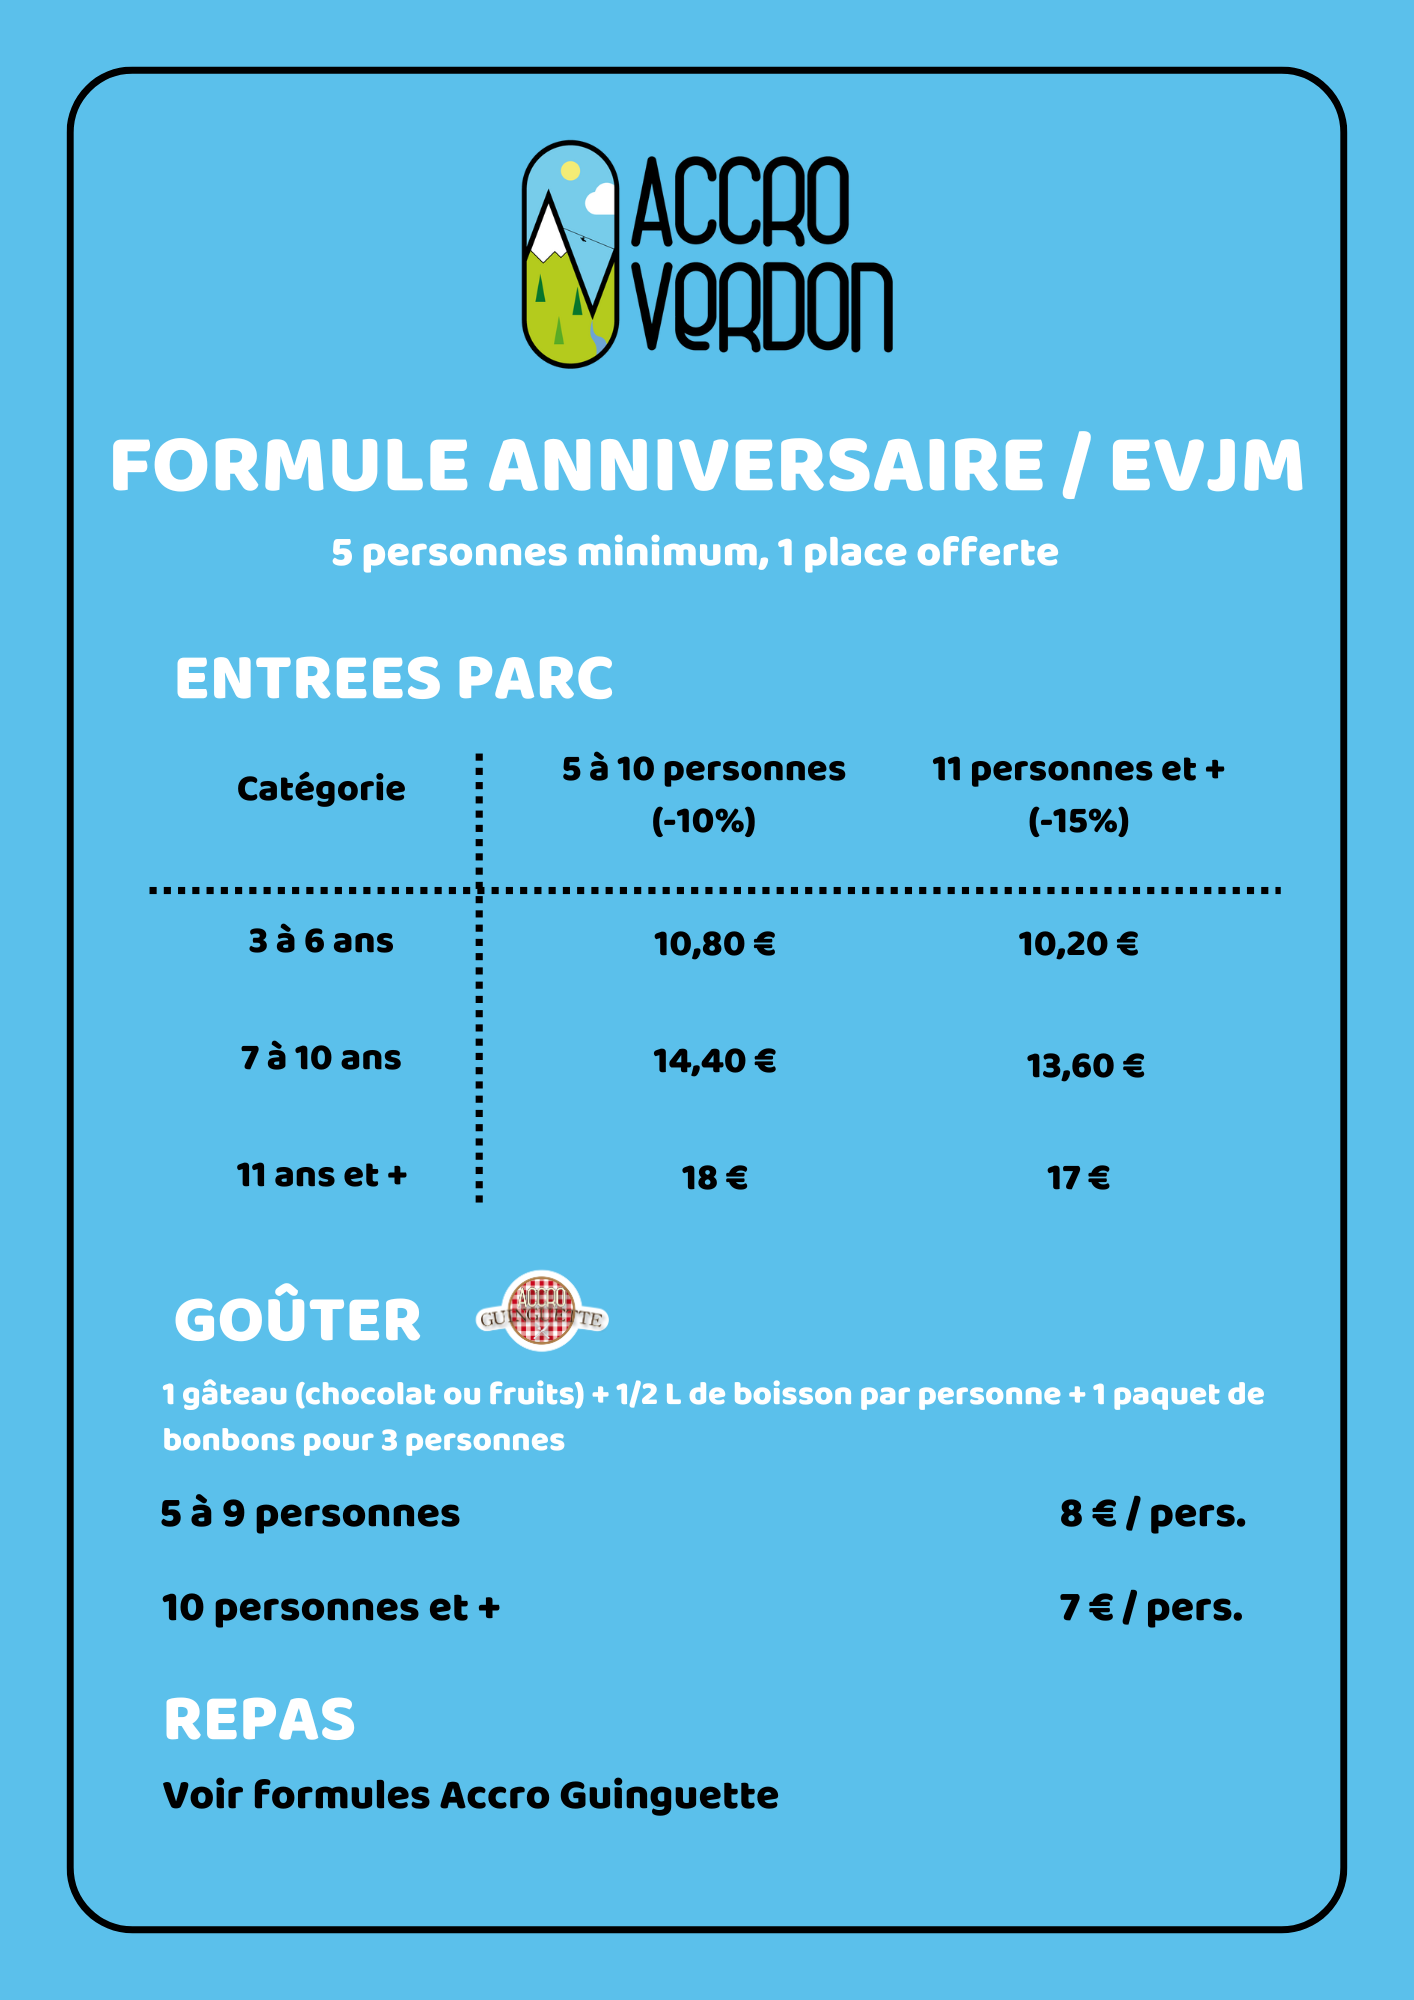 ACCRO
VERDON
FORMULE ANNIVERSAIRE / EVJM
5 personnes minimum, 1 place offerte
ENTREES PARC
Catégorie
5 à 10 personnes
(-10%)
11 personnes et +
(-15%)
3 à 6 ans
10,80 €
10,20 €
7 à 10 ans
14,40 €
13,60 €
11 ans et +
18 €
17 €
GOÛTER
ACCRO
GUINGUETTE
1 gâteau (chocolat ou fruits) + 1/2 L de boisson par personne + 1 paquet de
bonbons pour 3 personnes
5 à 9 personnes
8 € / pers.
10 personnes et +
7 € / pers.
REPAS
Voir formules Accro Guinguette